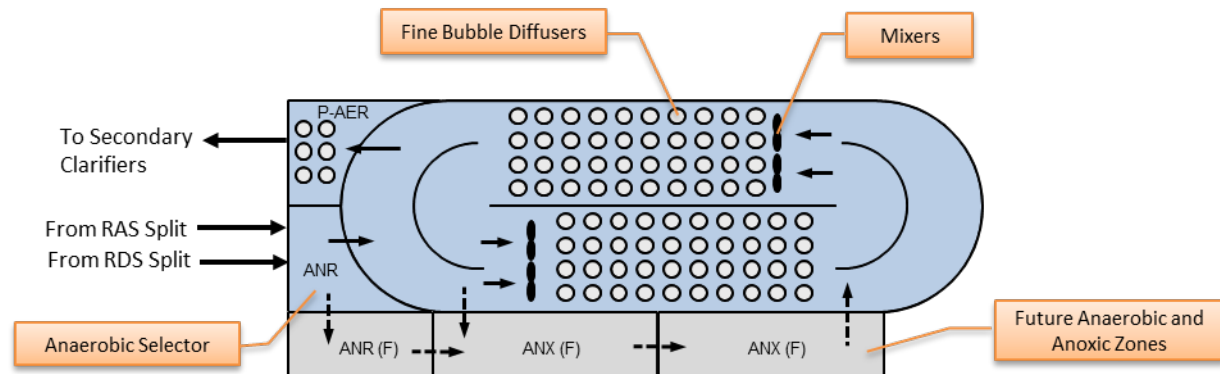 Fine Bubble Diffusers
Mixers
P-AER
To Secondary
Clarifiers
From RAS Split
From RDS Split
ANR
Anaerobic Selector
ANR (F)
ANX (F)
ANX (F)
Future Anaerobic and
Anoxic Zones